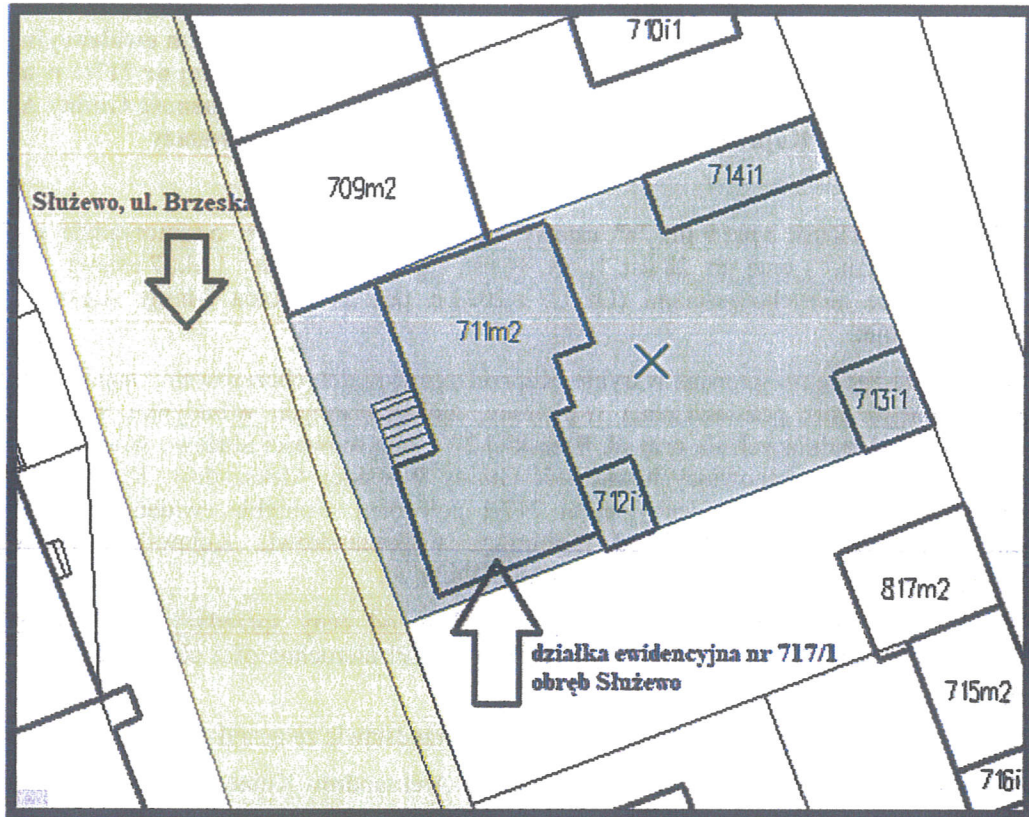 710i1
714i1
709m2
Służewo, ul. Brzeska
711m2
713i1
712i1
817m2
działka ewidencyjna nr 717/1
obręb Służewo
715m2
716i